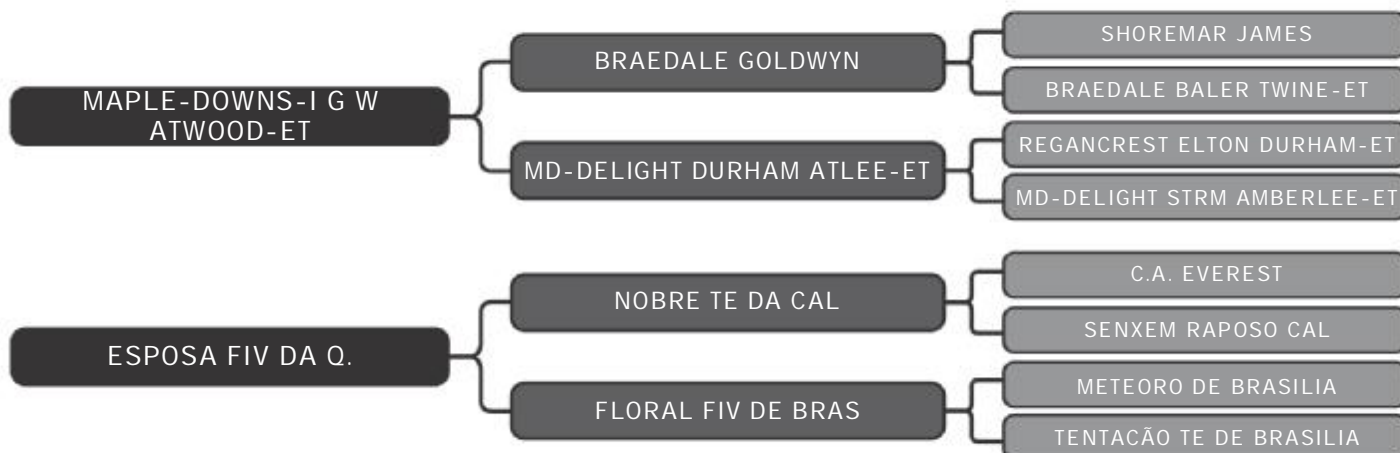 SHOREMAR JAMES
BRAEDALE GOLDWYN
BRAEDALE BALER TWINE-ET
MAPLE-DOWNS-I G W
ATWOOD-ET
REGANCREST ELTON DURHAM-ET
MD-DELIGHT DURHAM ATLEE-ET
MD-DELIGHT STRM AMBERLEE-ET
C.A. EVEREST
NOBRE TE DA CAL
SENXEM RAPOSO CAL
ESPOSA FIV DA Q.
METEORO DE BRASILIA
FLORAL FIV DE BRAS
TENTACÃO TE DE BRASILIA